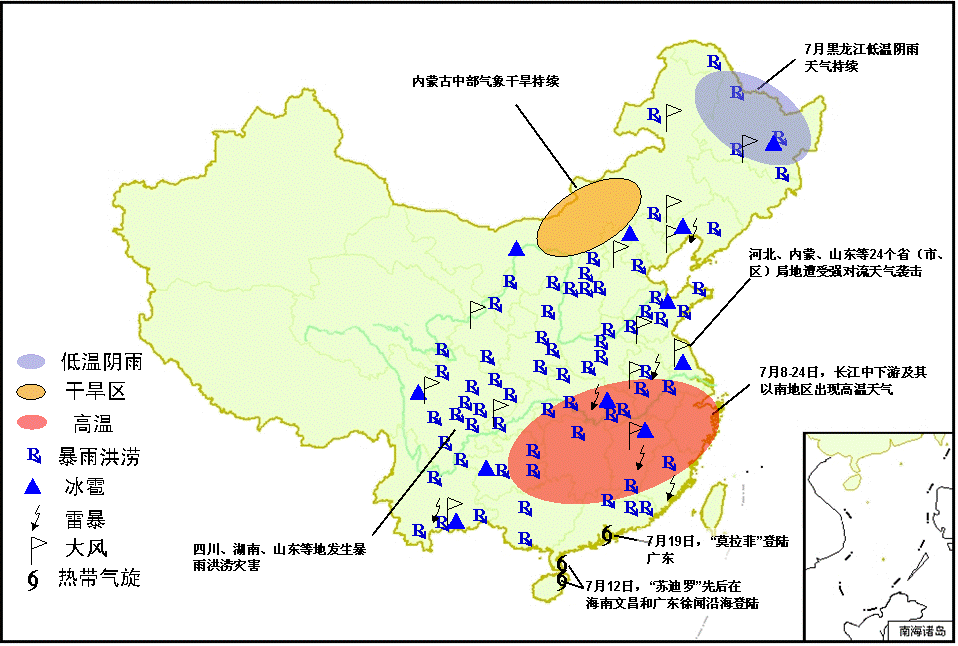 7月黑龙江低温阴雨
天气持续
内蒙古中部气象干旱持续
河北、内蒙、山东等24个省（市、
区）局地遭受强对流天气袭击
7月8-24日，长江中下游及其
以南地区出现高温天气
低温阴雨
干旱区
高温
暴雨洪涝
冰雹
雷暴
大风
热带气旋
四川、湖南、山东等地发生暴
雨洪涝灾害
7月19日，“莫拉菲”登陆
广东
7月12日，“苏迪罗”先后在
海南文昌和广东徐闻沿海登陆
南海诸岛